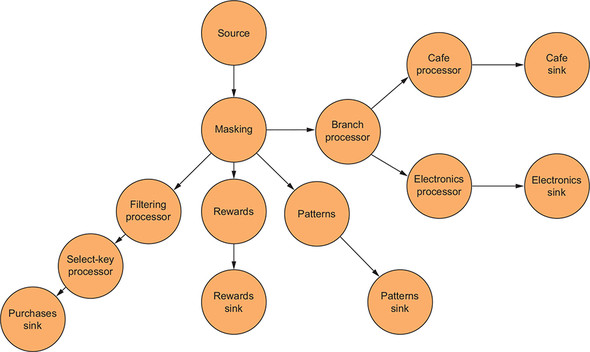 Source
Cafe
processor
Cafe
sink
Masking
Branch
processor
Electronics
processor
Electronics
sink
Filtering
processor
Rewards
Patterns
Select-key
processor
Purchases
sink
Rewards
sink
Patterns
sink